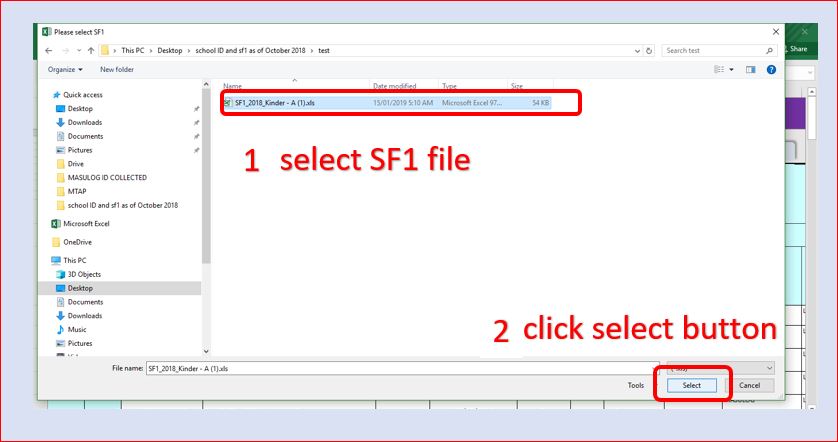 Please select SF1
Share
This PC > Desktop > school ID and sf1 as of October 2018 > test
Search test
Organize
New folder
Name
Date modified
Type
Size
SF1_2018_Kinder - A (1).xls
15/01/2019 5:10 AM
Microsoft Excel 97...
54 KB
Quick access
Desktop
Downloads
Documents
Pictures
Drive
MASULOG ID COLLECTED
MTAP
school ID and sf1 as of October 2018
Microsoft Excel
OneDrive
This PC
3D Objects
Desktop
Documents
Downloads
Music
Pictures
1 select SF1 file
2 click select button
File name:
SF1_2018_Kinder - A (1).xls
Tools
Select
Cancel